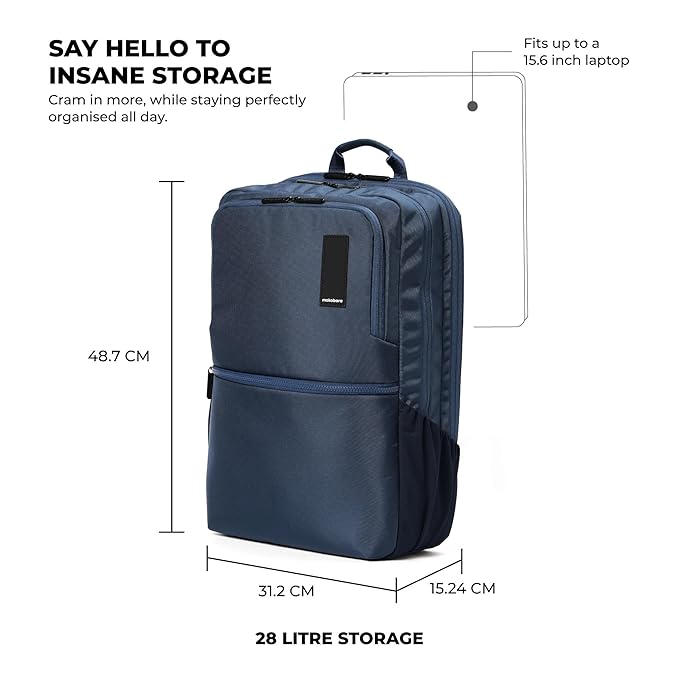 SAY HELLO TO
INSANE STORAGE
Cram in more, while staying perfectly
organised all day.
Fits up to a
15.6 inch laptop
mokobara
48.7 CM
31.2 CM
15.24 CM
28 LITRE STORAGE